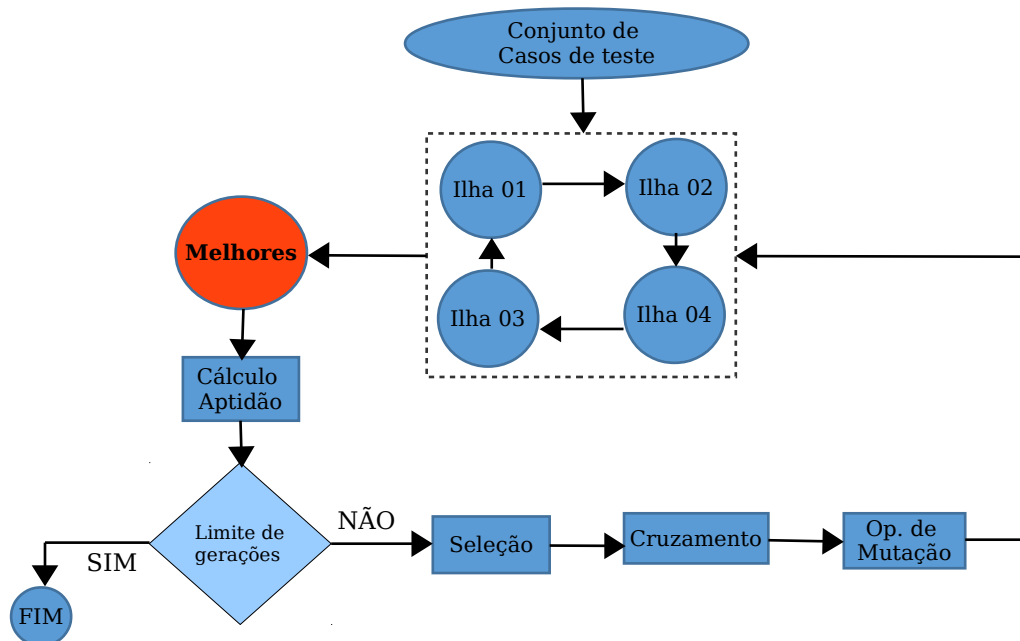 Conjunto de
Casos de teste
Ilha 01
Ilha 02
Melhores
Ilha 03
Ilha 04
Cálculo
Aptidão
Limite de
gerações
NÃO
SIM
Seleção
Cruzamento
Op. de
Mutação
FIM